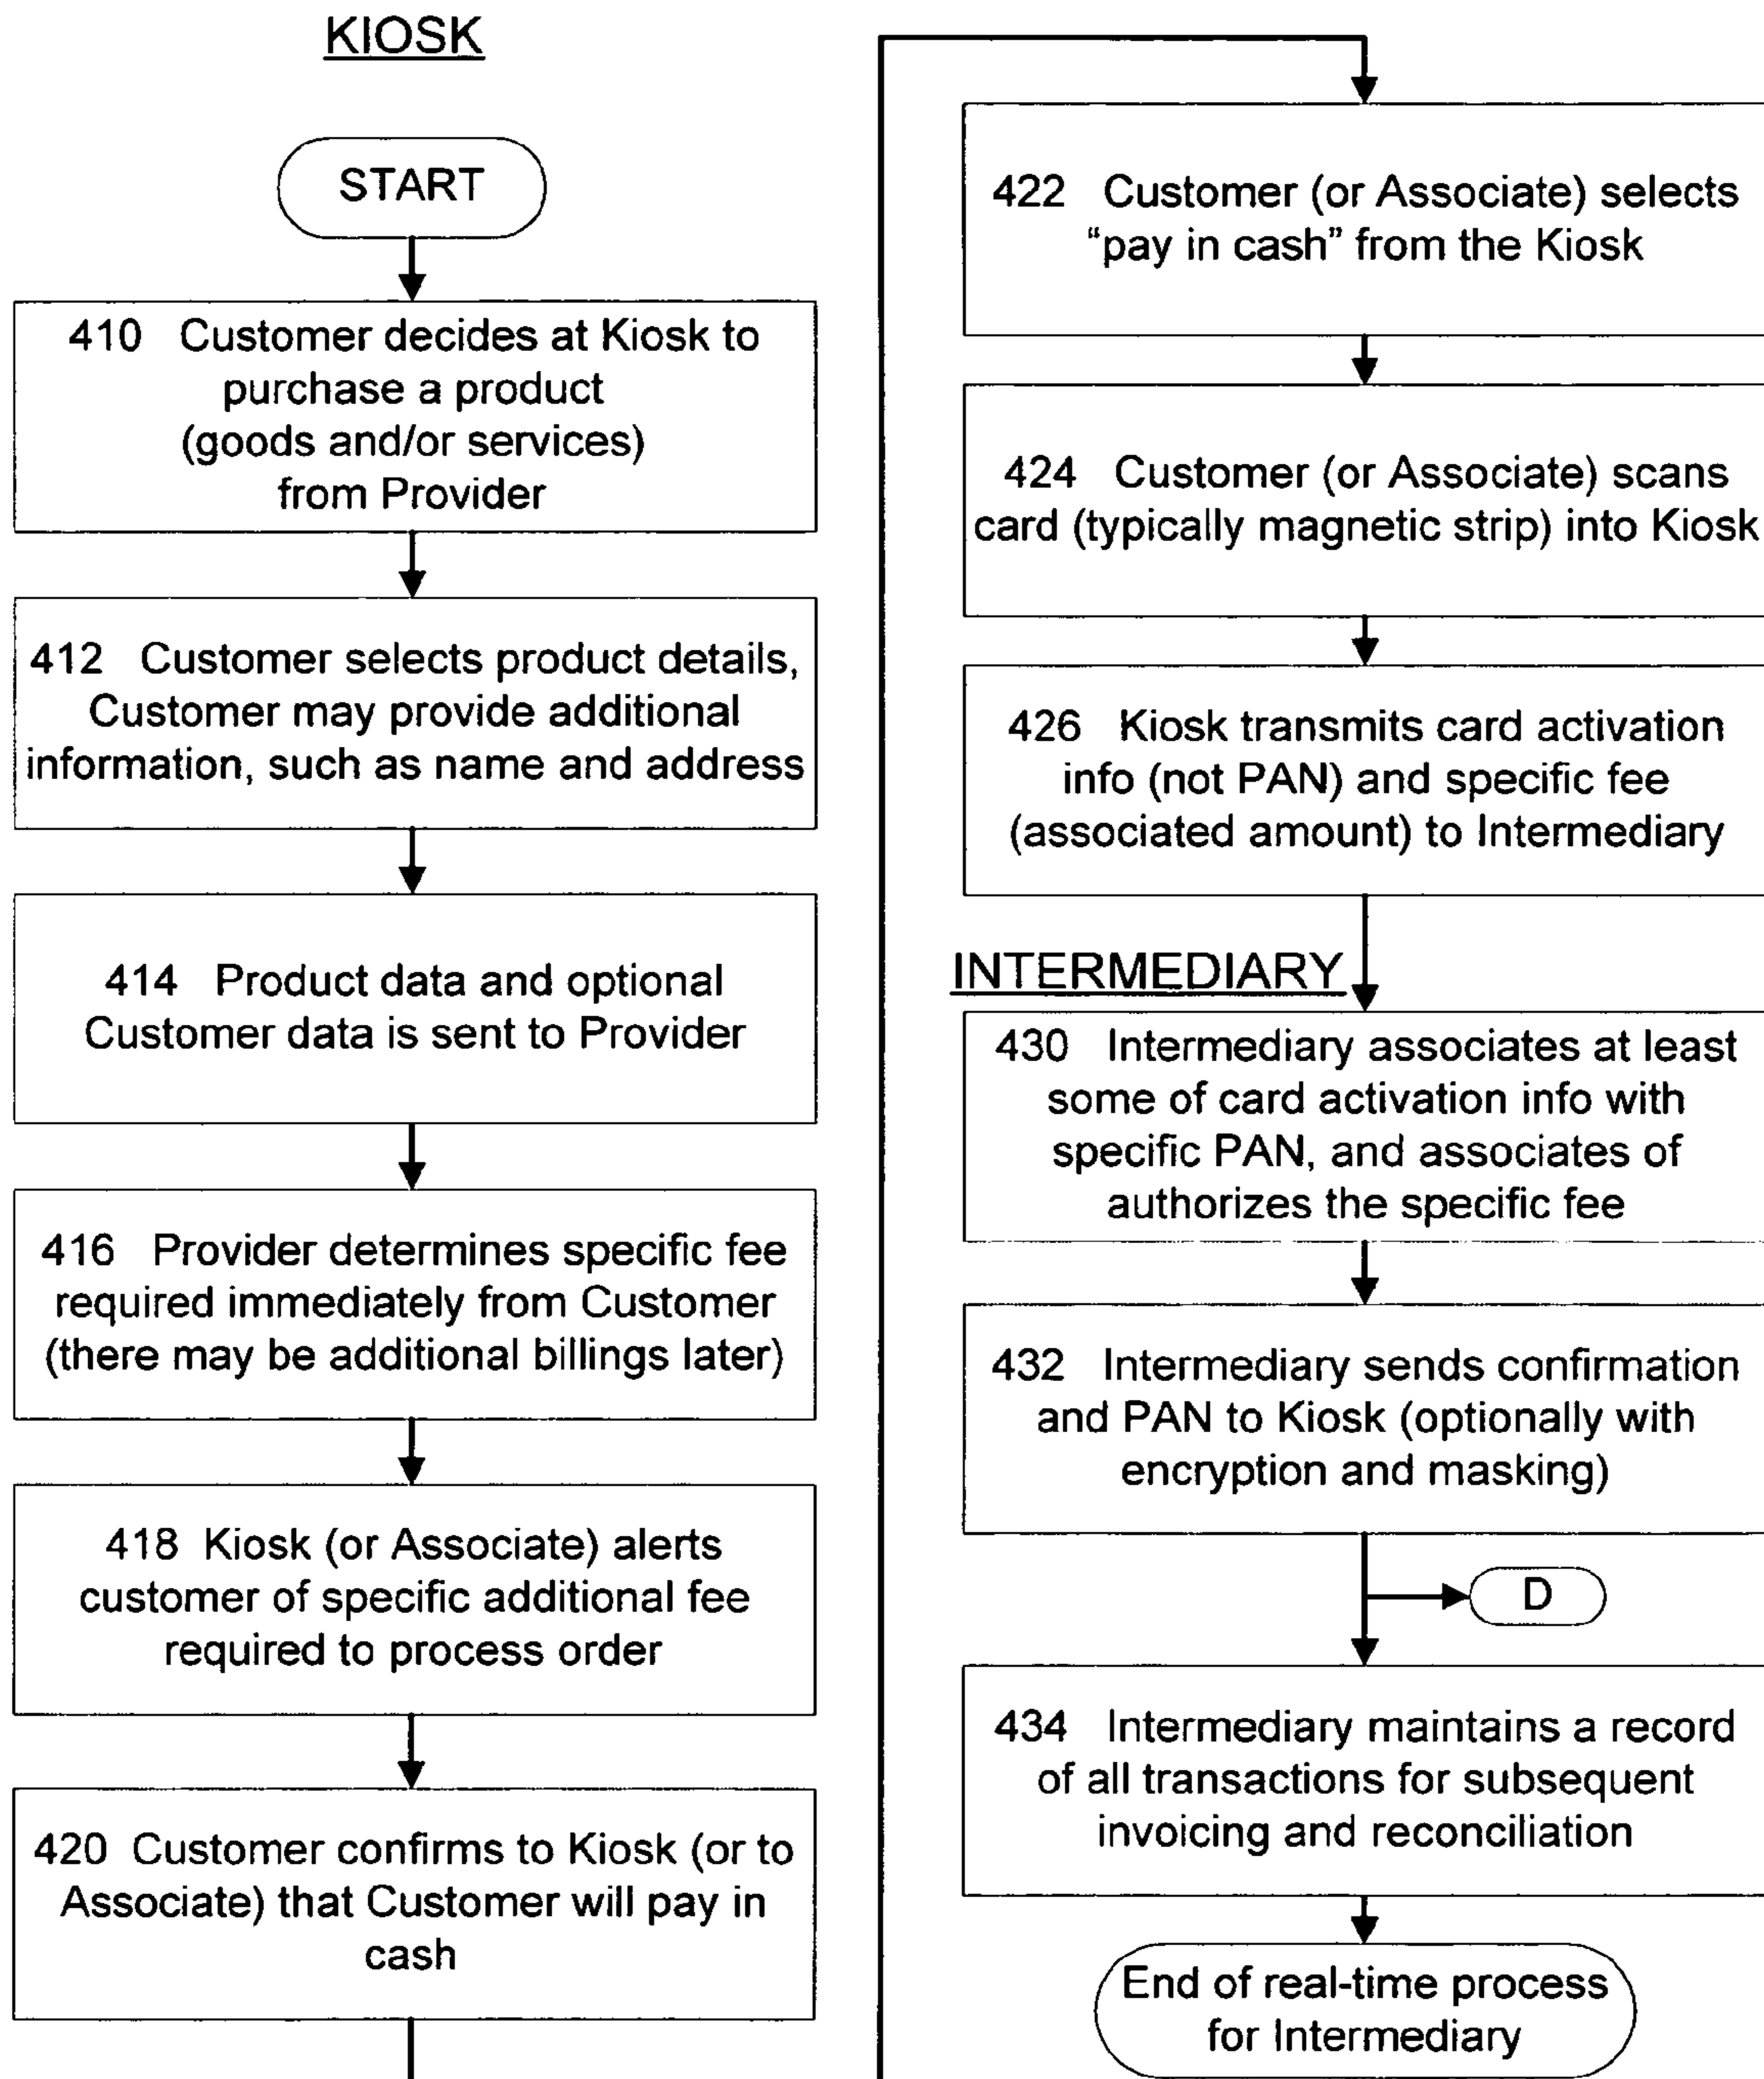 KIOSK
START
410 Customer decides at Kiosk to
purchase a product
(goods and/or services)
from Provider
412 Customer selects product details,
Customer may provide additional
information, such as name and address
414 Product data and optional
Customer data is sent to Provider
416 Provider determines specific fee
required immediately from Customer
(there may be additional billings later)
418 Kiosk (or Associate) alerts
customer of specific additional fee
required to process order
420 Customer confirms to Kiosk (or to
Associate) that Customer will pay in
cash
422 Customer (or Associate) selects
“pay in cash” from the Kiosk
424 Customer (or Associate) scans
card (typically magnetic strip) into Kiosk
426 Kiosk transmits card activation
info (not PAN) and specific fee
(associated amount) to Intermediary
INTERMEDIARY
430 Intermediary associates at least
some of card activation info with
specific PAN, and associates of
authorizes the specific fee
432 Intermediary sends confirmation
and PAN to Kiosk (optionally with
encryption and masking)
D
434 Intermediary maintains a record
of all transactions for subsequent
invoicing and reconciliation
End of real-time process
for Intermediary